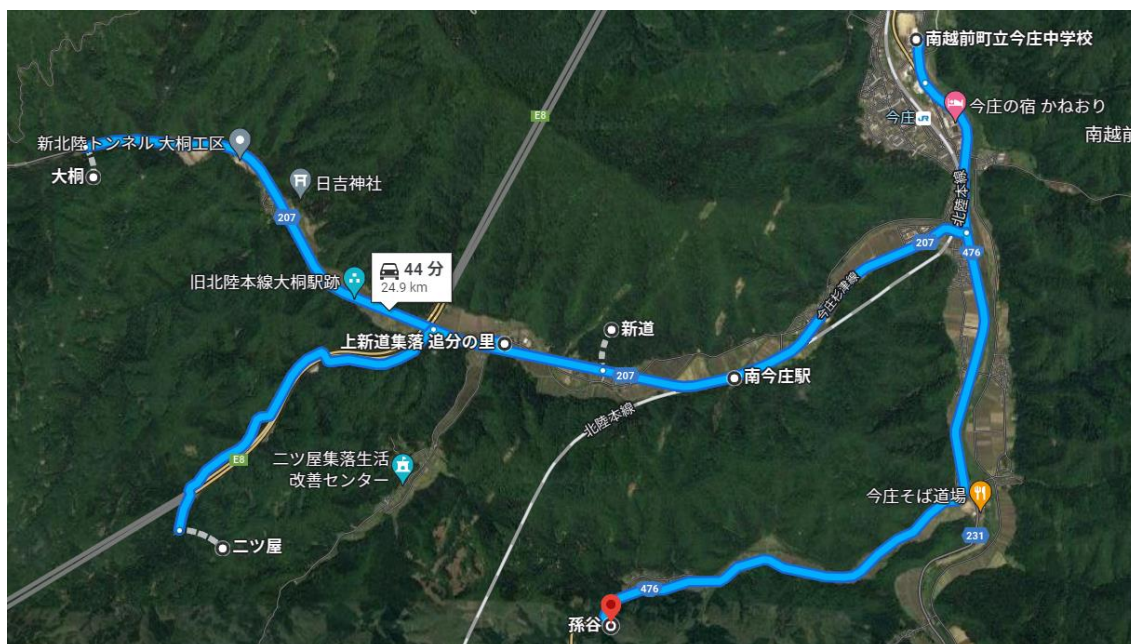 南越前町立今庄中学校
今庄の宿 かねおり
今庄
JR
南越前
E8
新北陸トンネル 大桐工区
大桐
日吉神社
207
北陸本線
207
476
44 分
24.9 km
旧北陸本線大桐駅跡
今庄杉津線
新道
上新道集落 追分の里
207
南今庄駅
北陸本線
二ツ屋集落生活
改善センター
E8
今庄そば道場
231
二ツ屋
476
孫谷